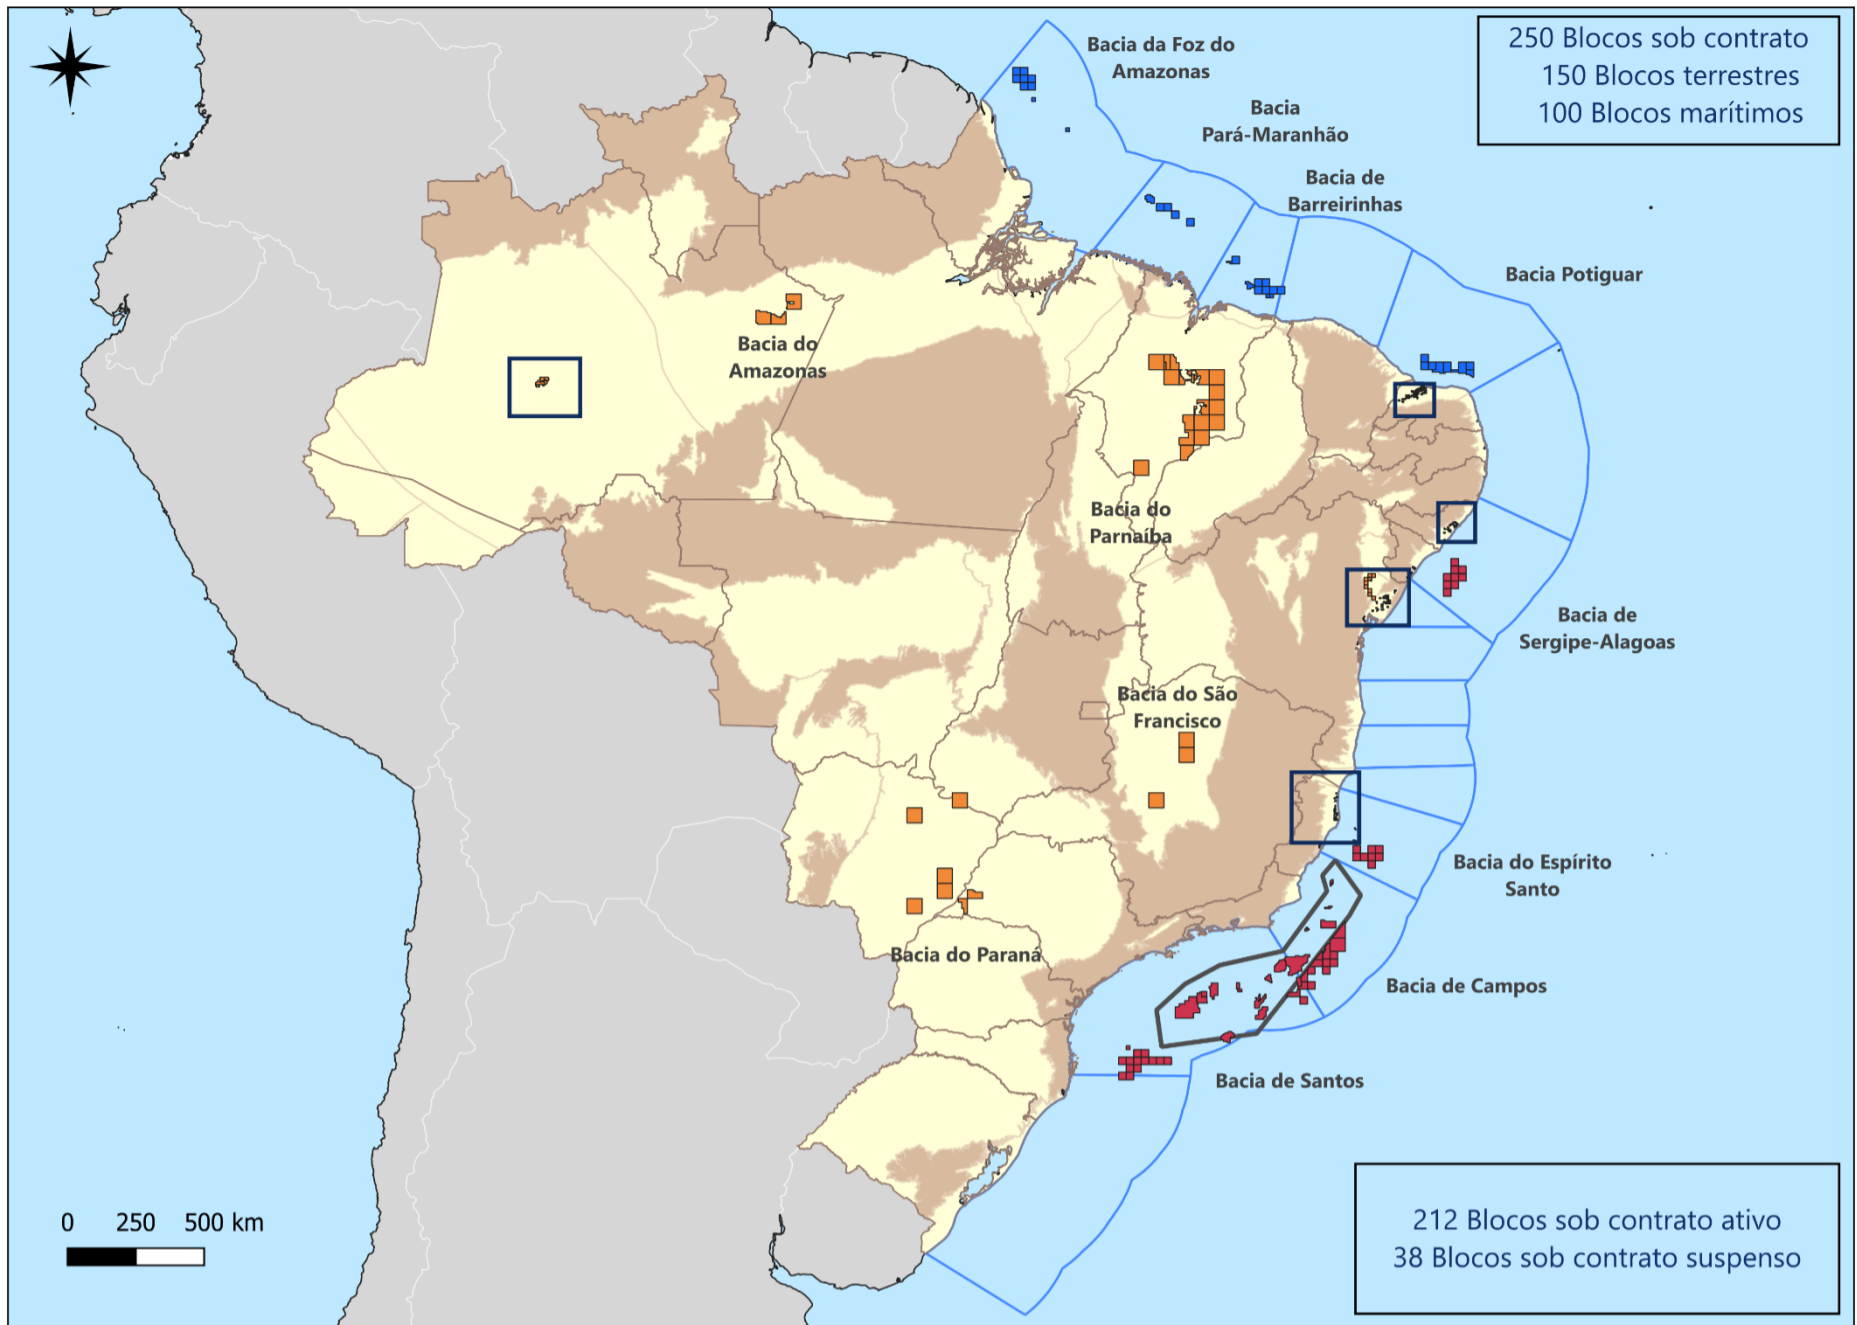 Bacia da Foz do
Amazonas
250 Blocos sob contrato
150 Blocos terrestres
100 Blocos marítimos
Bacia
Pará-Maranhão
Bacia de
Barreirinhas
Bacia Potiguar
Bacia do
Amazonas
Bacia do
Parnaíba
Bacia de
Sergipe-Alagoas
Bacia do São
Francisco
Bacia do Espírito
Santo
Bacia do Paraná
Bacia de Campos
Bacia de Santos
0 250 500 km
212 Blocos sob contrato ativo
38 Blocos sob contrato suspenso